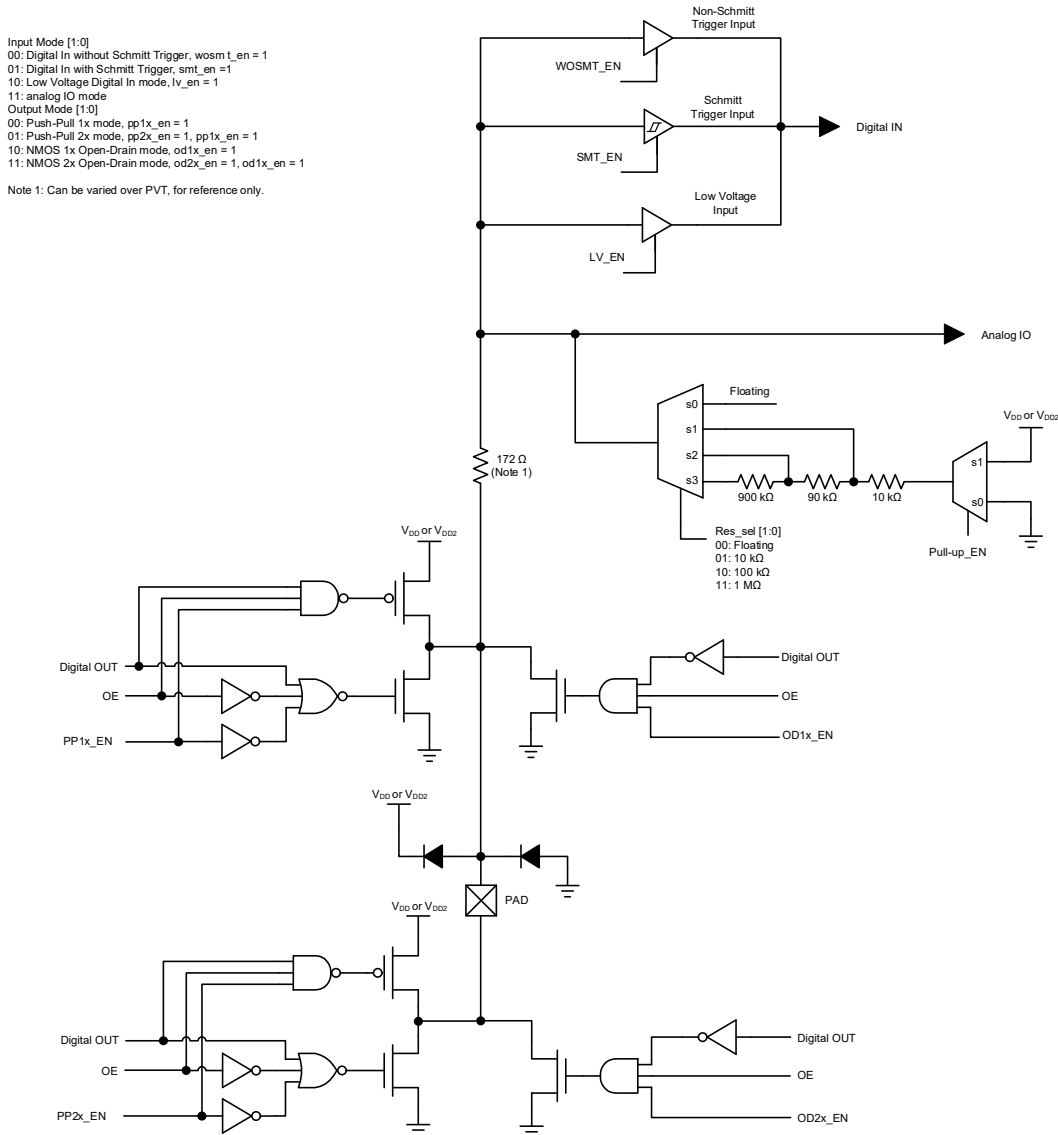 Input Mode [1:0]
00: Digital In without Schmitt Trigger, wosm t_en = 1
01: Digital In with Schmitt Trigger, smt_en =1
10: Low Voltage Digital In mode, lv_en = 1
11: analog IO mode
Output Mode [1:0]
00: Push-Pull 1x mode, pp1x_en = 1
01: Push-Pull 2x mode, pp2x_en = 1, pp1x_en = 1
10: NMOS 1x Open-Drain mode, od1x_en = 1
11: NMOS 2x Open-Drain mode, od2x_en = 1, od1x_en = 1
Note 1: Can be varied over PVT, for reference only.
Non-Schmitt
Trigger Input
WOSMT_EN
Schmitt
Trigger Input
SMT_EN
Digital IN
Low Voltage
Input
LV_EN
Analog IO
Floating
s0
s1
s2
s3
900 kΩ
90 kΩ
10 kΩ
VDD or VDD2
s1
s0
Pull-up_EN
Res_sel [1:0]
00: Floating
01: 10 kΩ
10: 100 kΩ
11: 1 MΩ
172 Ω
(Note 1)
VDD or VDD2
Digital OUT
OE
PP1x_EN
Digital OUT
OE
OD1x_EN
VDD or VDD2
PAD
VDD or VDD2
Digital OUT
OE
PP2x_EN
Digital OUT
OE
OD2x_EN